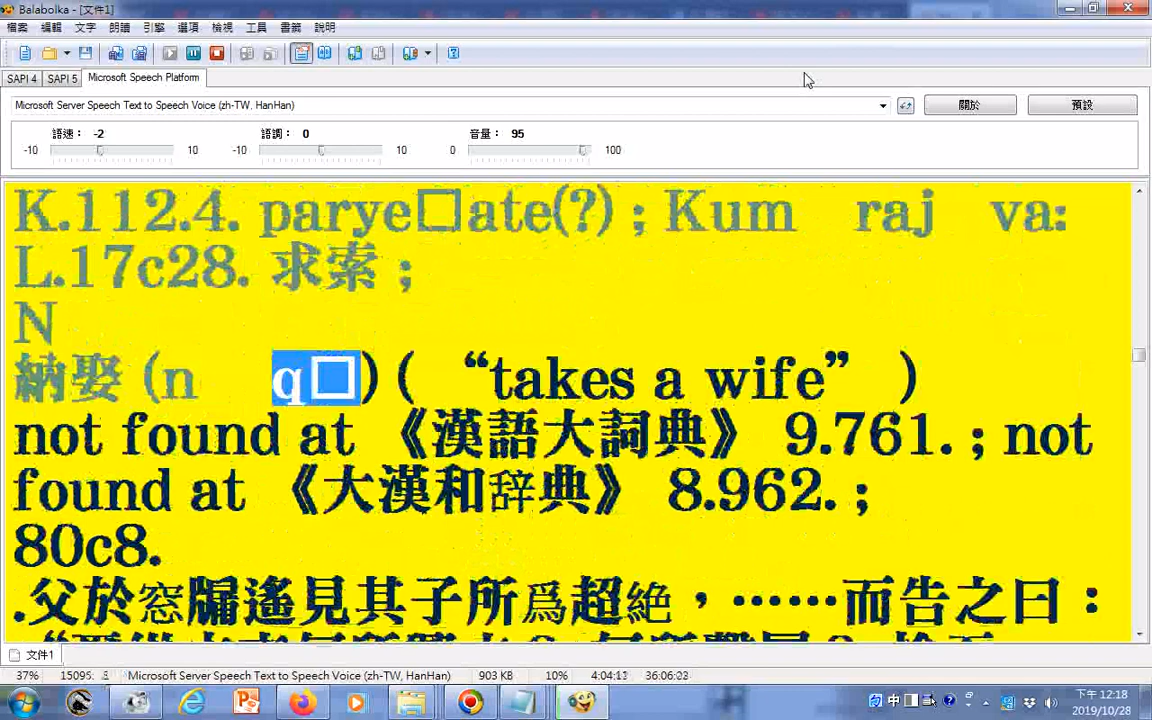 Balabolka - [文件1]
檔案 編輯 文字 朗讀 引擎 選項 檢視 工具 書籤 說明
SAPI 4 SAPI 5 Microsoft Speech Platform
Microsoft Server Speech Text to Speech Voice (zh-TW, HanHan) 關於 預設
語速： -2 語調： 0 音量： 95
-10 10 -10 10 0 100
K.112.4. parye□ate(?) ; Kum raj va:
L.17c28. 求索 ;
N
納娶 (n q□) ( “takes a wife” )
not found at 《漢語大詞典》 9.761. ; not
found at 《大漢和辞典》 8.962. ;
80c8.
.父於窓牖遙見其子所爲超絶，……而告之曰：
文件1
37% 15095. Microsoft Server Speech Text to Speech Voice (zh-TW, HanHan) 903 KB 10% 4:04:13 36:06:23
中 下午 12:18
2019/10/28